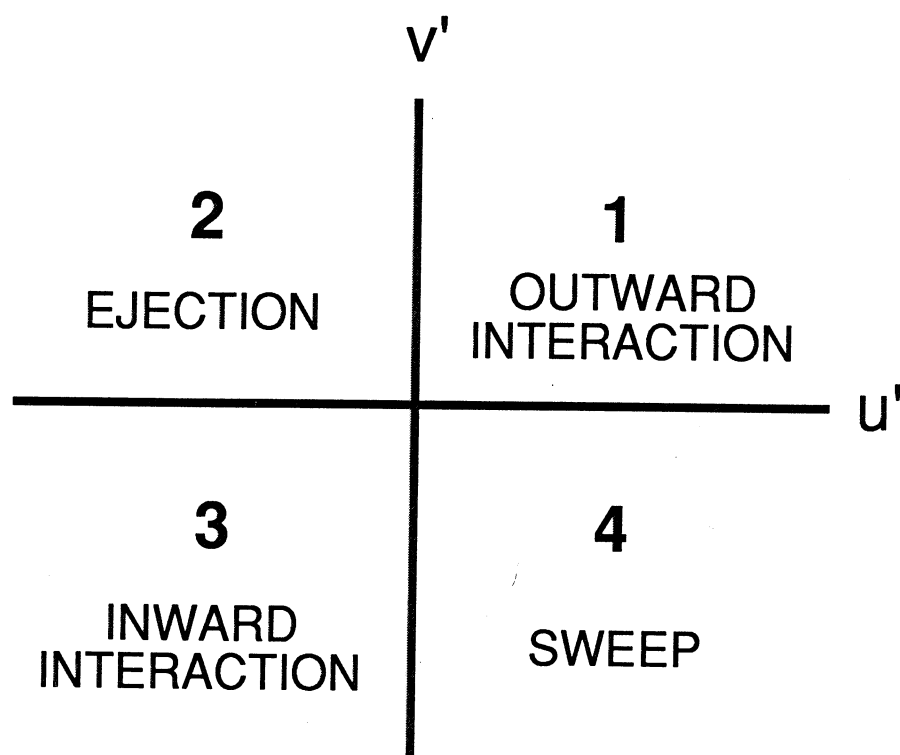 v'
2
EJECTION
1
OUTWARD
INTERACTION
u'
3
INWARD
INTERACTION
4
SWEEP